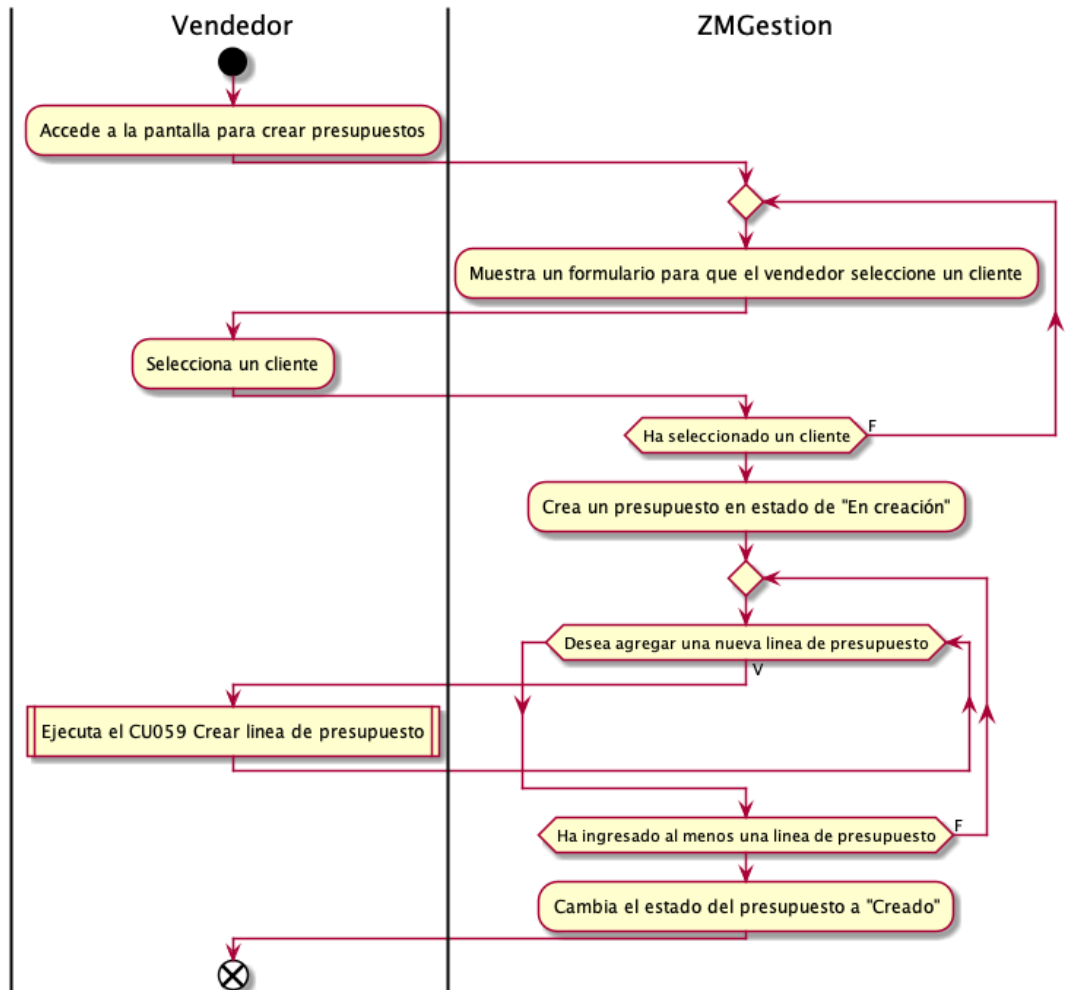 Vendedor
ZMGestion
Accede a la pantalla para crear presupuestos
Muestra un formulario para que el vendedor seleccione un cliente
Selecciona un cliente
Ha seleccionado un cliente
F
Crea un presupuesto en estado de "En creación"
Desea agregar una nueva linea de presupuesto
V
Ejecuta el CU059 Crear linea de presupuesto
Ha ingresado al menos una linea de presupuesto
F
Cambia el estado del presupuesto a "Creado"